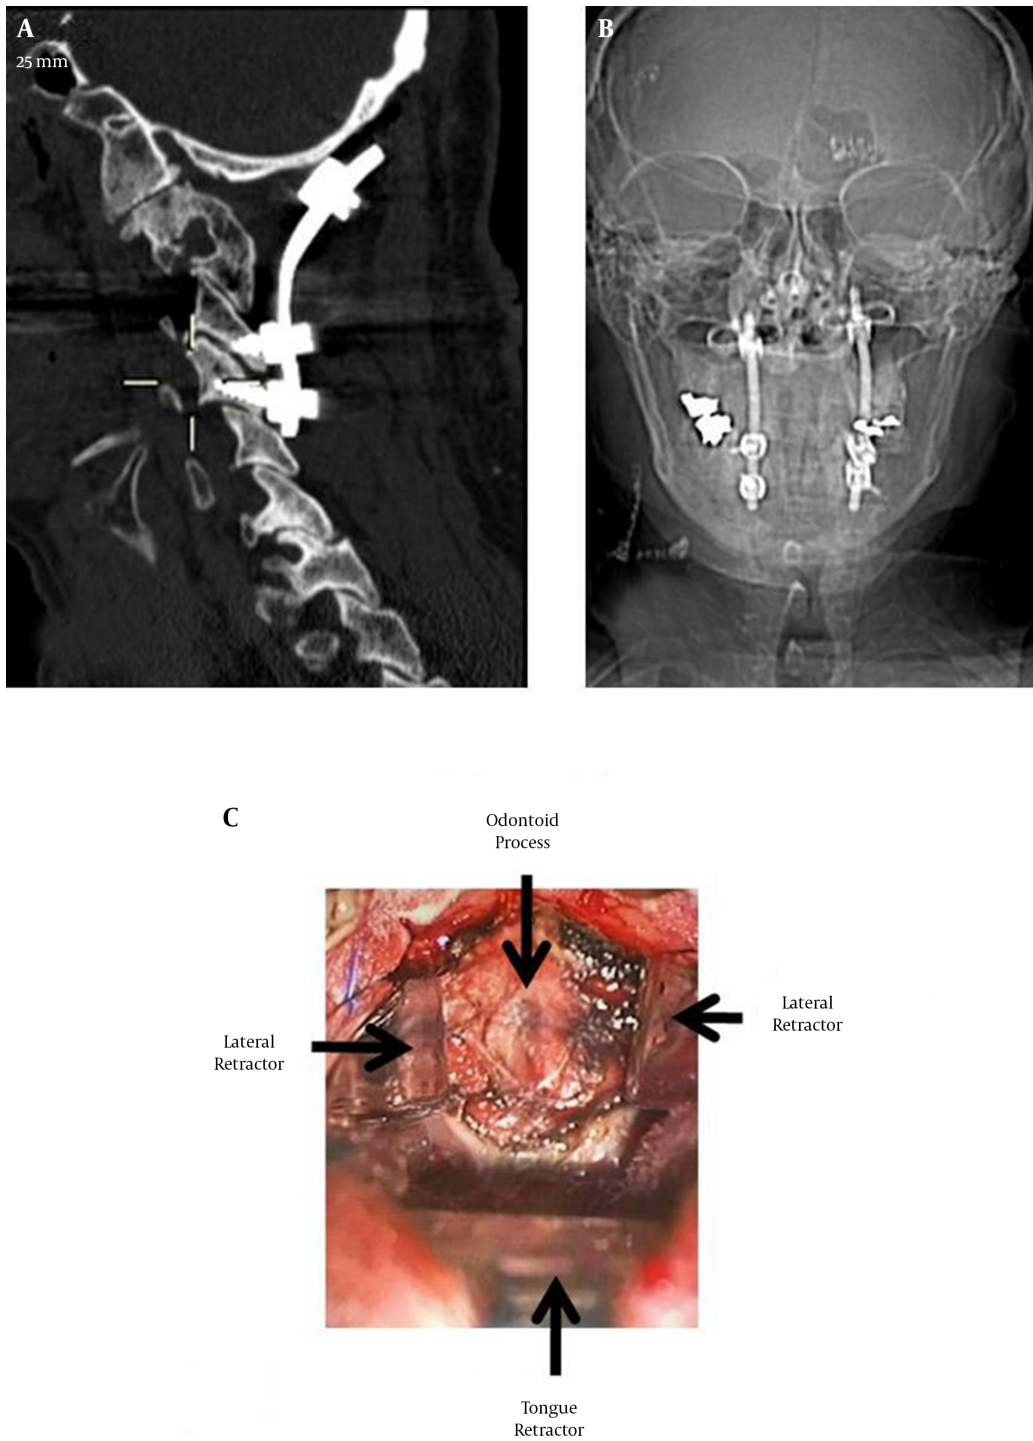 A
25 mm
B
C
Odontoid
Process
Lateral
Retractor
Lateral
Retractor
Tongue
Retractor